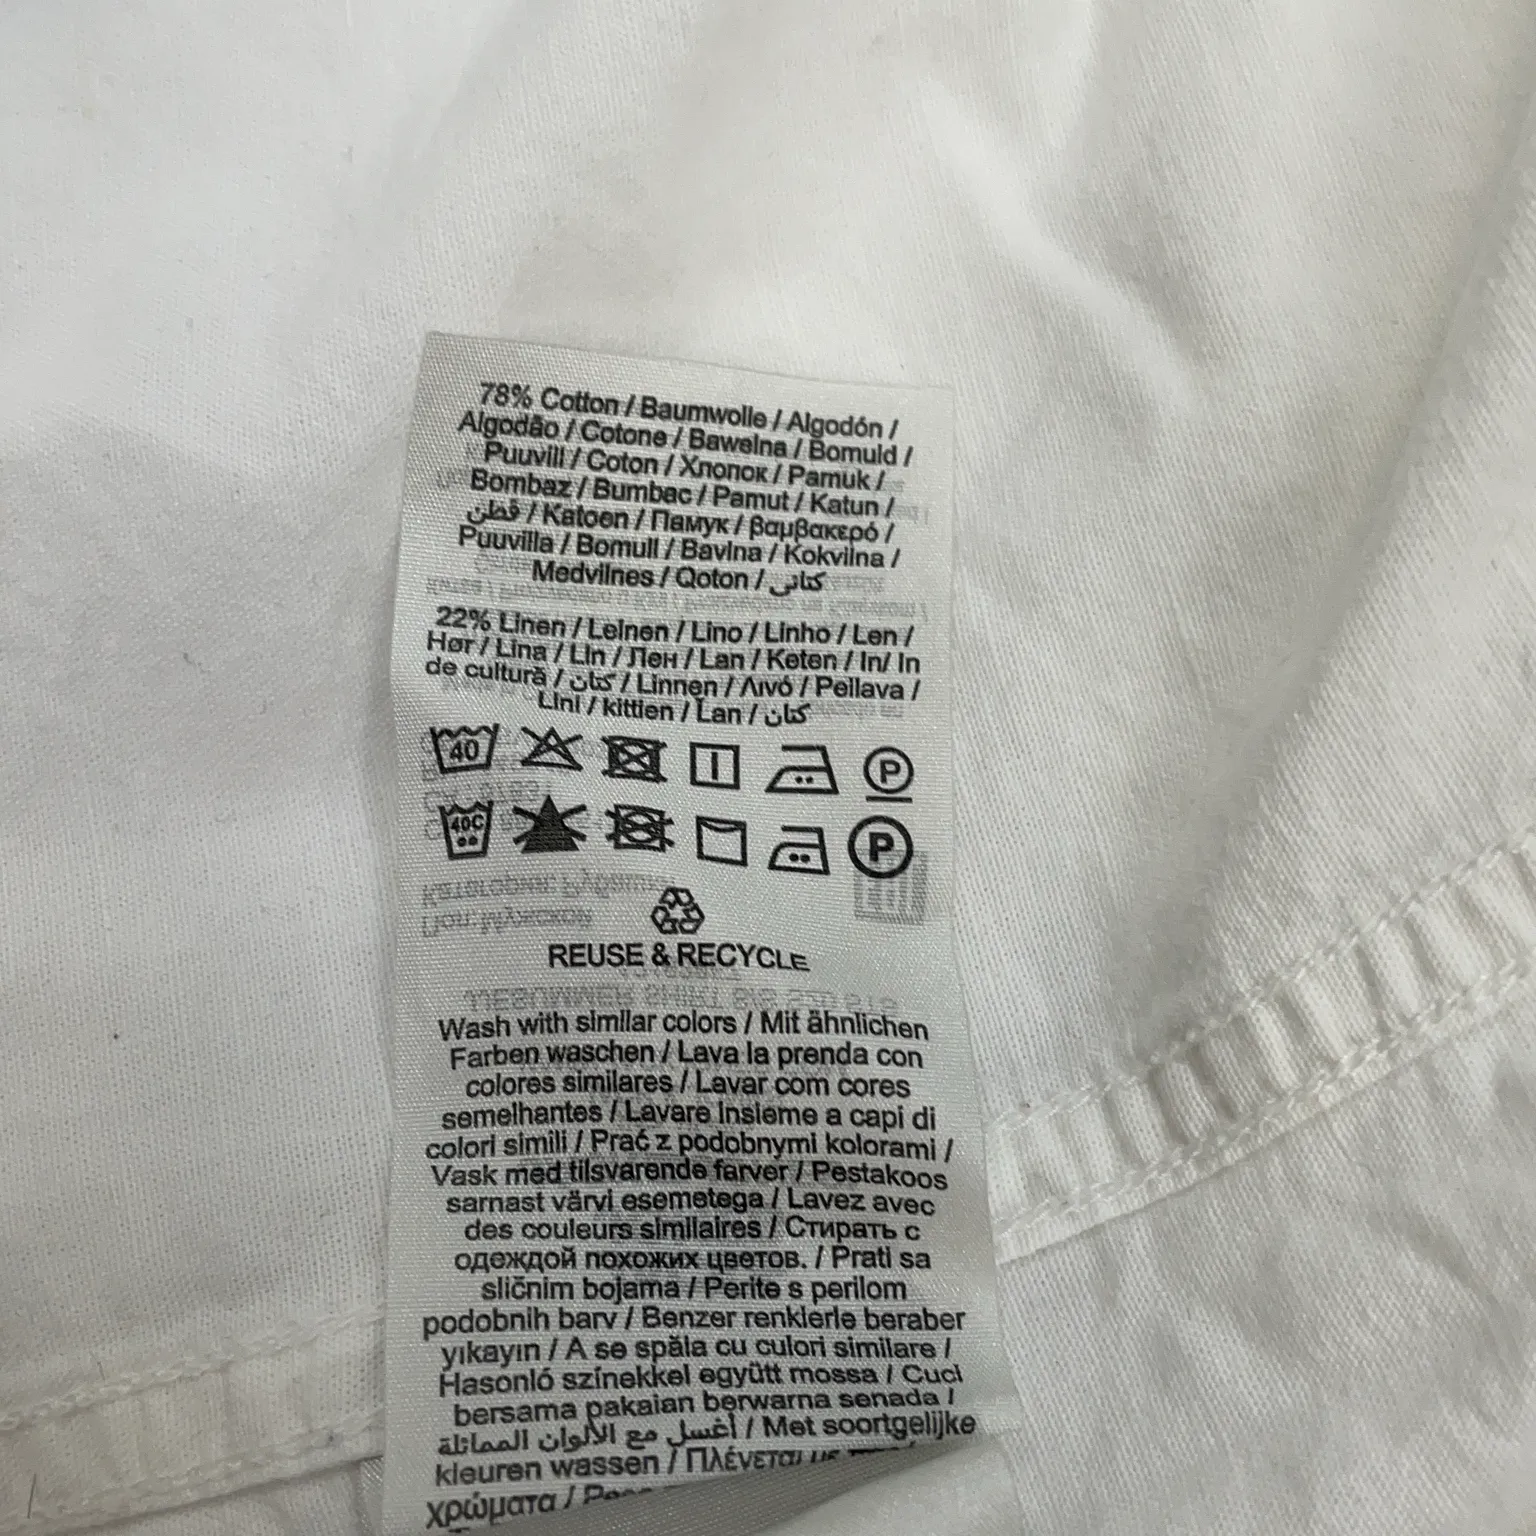 78% Cotton / Baumwolle / Algodón /
Algodão / Cotone / Bawełna / Bomuld /
Puuvill / Coton / Хлопок / Pamuk /
Bombaz / Bumbac / Pamut / Katun /
قطن / Katoen / Памук / βαμβακερό /
Puuvilla / Bomull / Bavlna / Kokvilna /
Medvilnes / Qoton / كتانى
22% Linen / Leinen / Lino / Linho / Len /
Hør / Lina / Lin / Лен / Lan / Keten / In/ In
de cultură / كتان / Linnen / Λινό / Pellava /
Lini / kittien / Lan / كتان
40 P
40C P
REUSE & RECYCLE
Wash with similar colors / Mit ähnlichen
Farben waschen / Lava la prenda con
colores similares / Lavar com cores
semelhantes / Lavare insieme a capi di
colori simili / Prać z podobnymi kolorami /
Vask med tilsvarende farver / Pestakoos
sarnast värvi esemetega / Lavez avec
des couleurs similaires / Стирать с
одеждой похожих цветов. / Prati sa
sličnim bojama / Perite s perilom
podobnih barv / Benzer renklerle beraber
yıkayın / A se spăla cu culori similare /
Hasonló színekkel együtt mossa / Cuci
bersama pakaian berwarna senada /
أغسل مع الألوان المماثلة / Met soortgelijke
kleuren wassen / Πλένεται με
χρώματα /